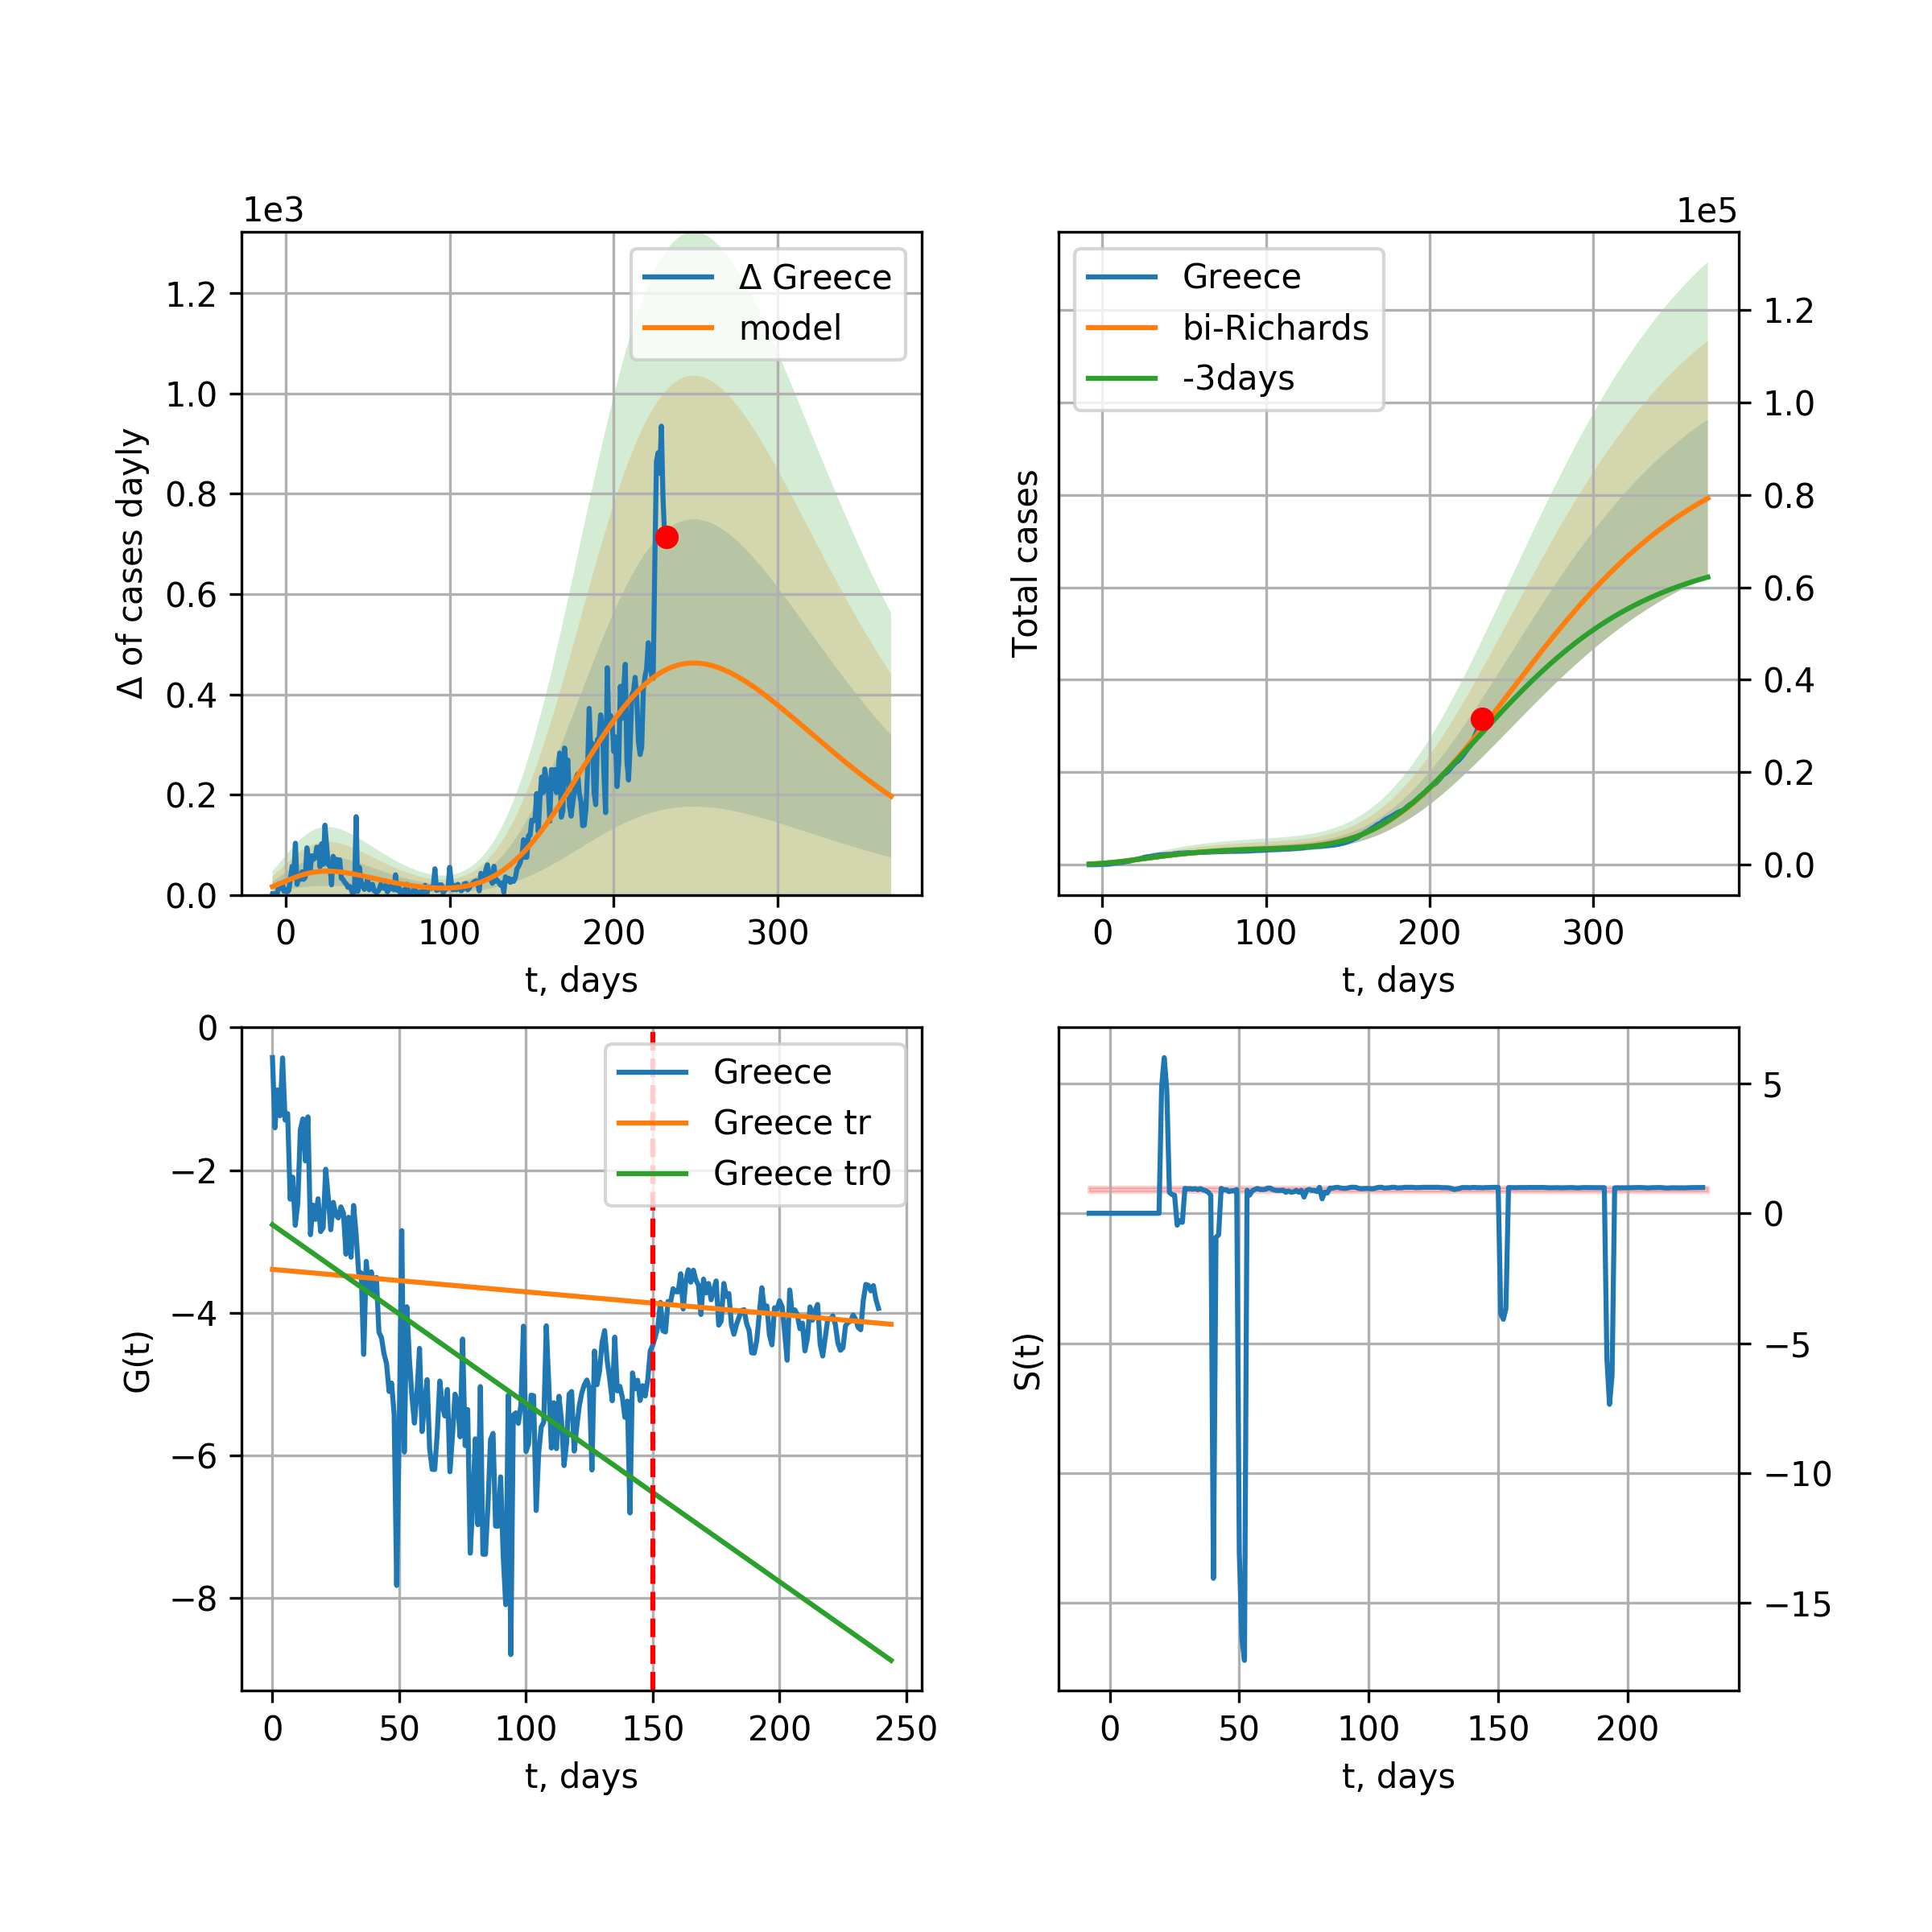 1e3
Δ of cases dayly
1.2
1.0
0.8
0.6
0.4
0.2
0.0
0 100 200 300
t, days
Δ Greece
model
1e5
Total cases
1.2
1.0
0.8
0.6
0.4
0.2
0.0
0 100 200 300
t, days
Greece
bi-Richards
-3days
G(t)
0
−2
−4
−6
−8
0 50 100 150 200 250
t, days
Greece
Greece tr
Greece tr0
S(t)
5
0
−5
−10
−15
0 50 100 150 200
t, days